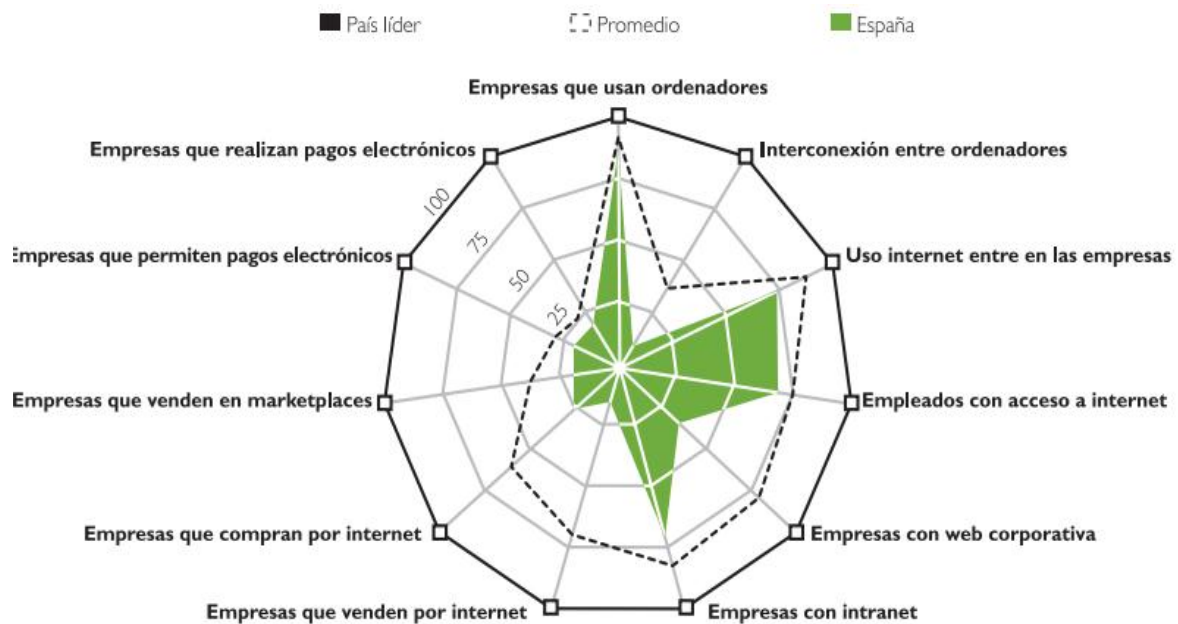 País líder
Promedio
España
Empresas que usan ordenadores
Empresas que realizan pagos electrónicos
Interconexión entre ordenadores
100
75
50
25
mpresas que permiten pagos electrónicos
Uso internet entre en las empresas
Empresas que venden en marketplaces
Empleados con acceso a internet
Empresas que compran por internet
Empresas con web corporativa
Empresas que venden por internet
Empresas con intranet